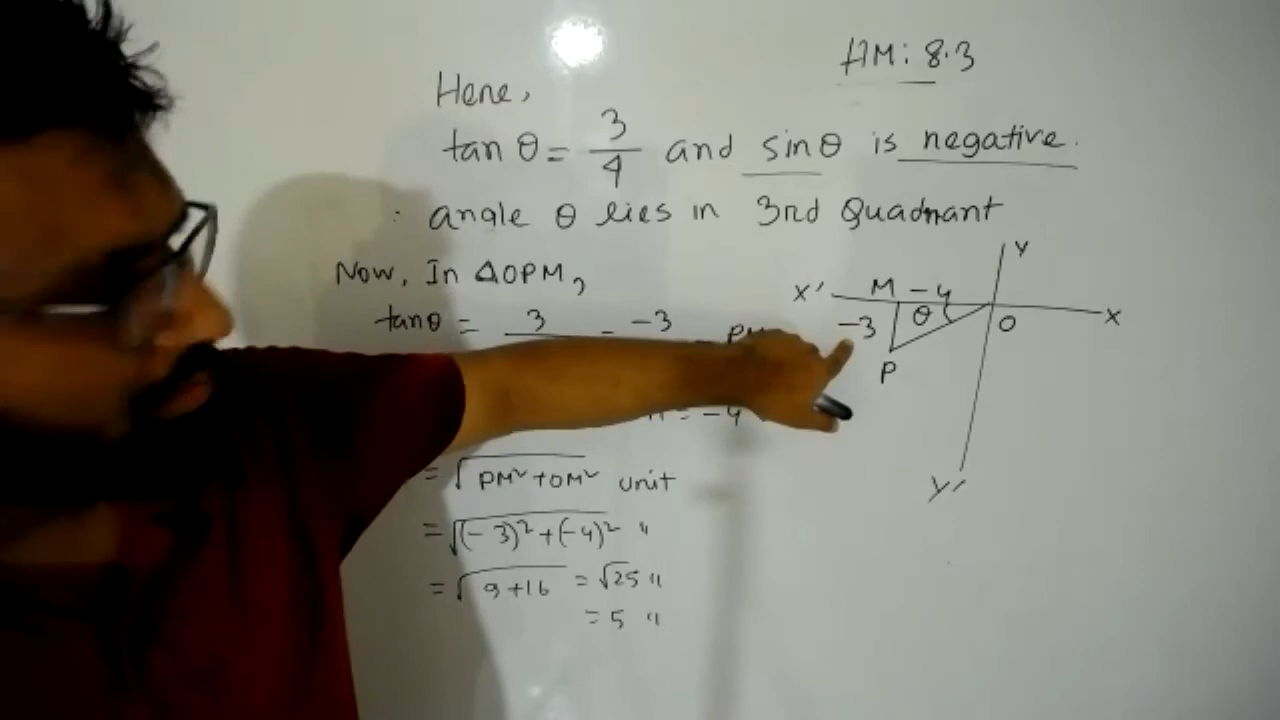 HM: 8.3
Here,
tan θ = 3/4 and sinθ is negative.
angle θ lies in 3rd Quadrant
Now, In ΔOPM,
tanθ = 3 = -3
= -4
= √PM²+OM² unit
= √(-3)²+(-4)² "
= √9+16 = √25 "
= 5 "
Y
X' M -4 X
-3 θ O
P
Y'